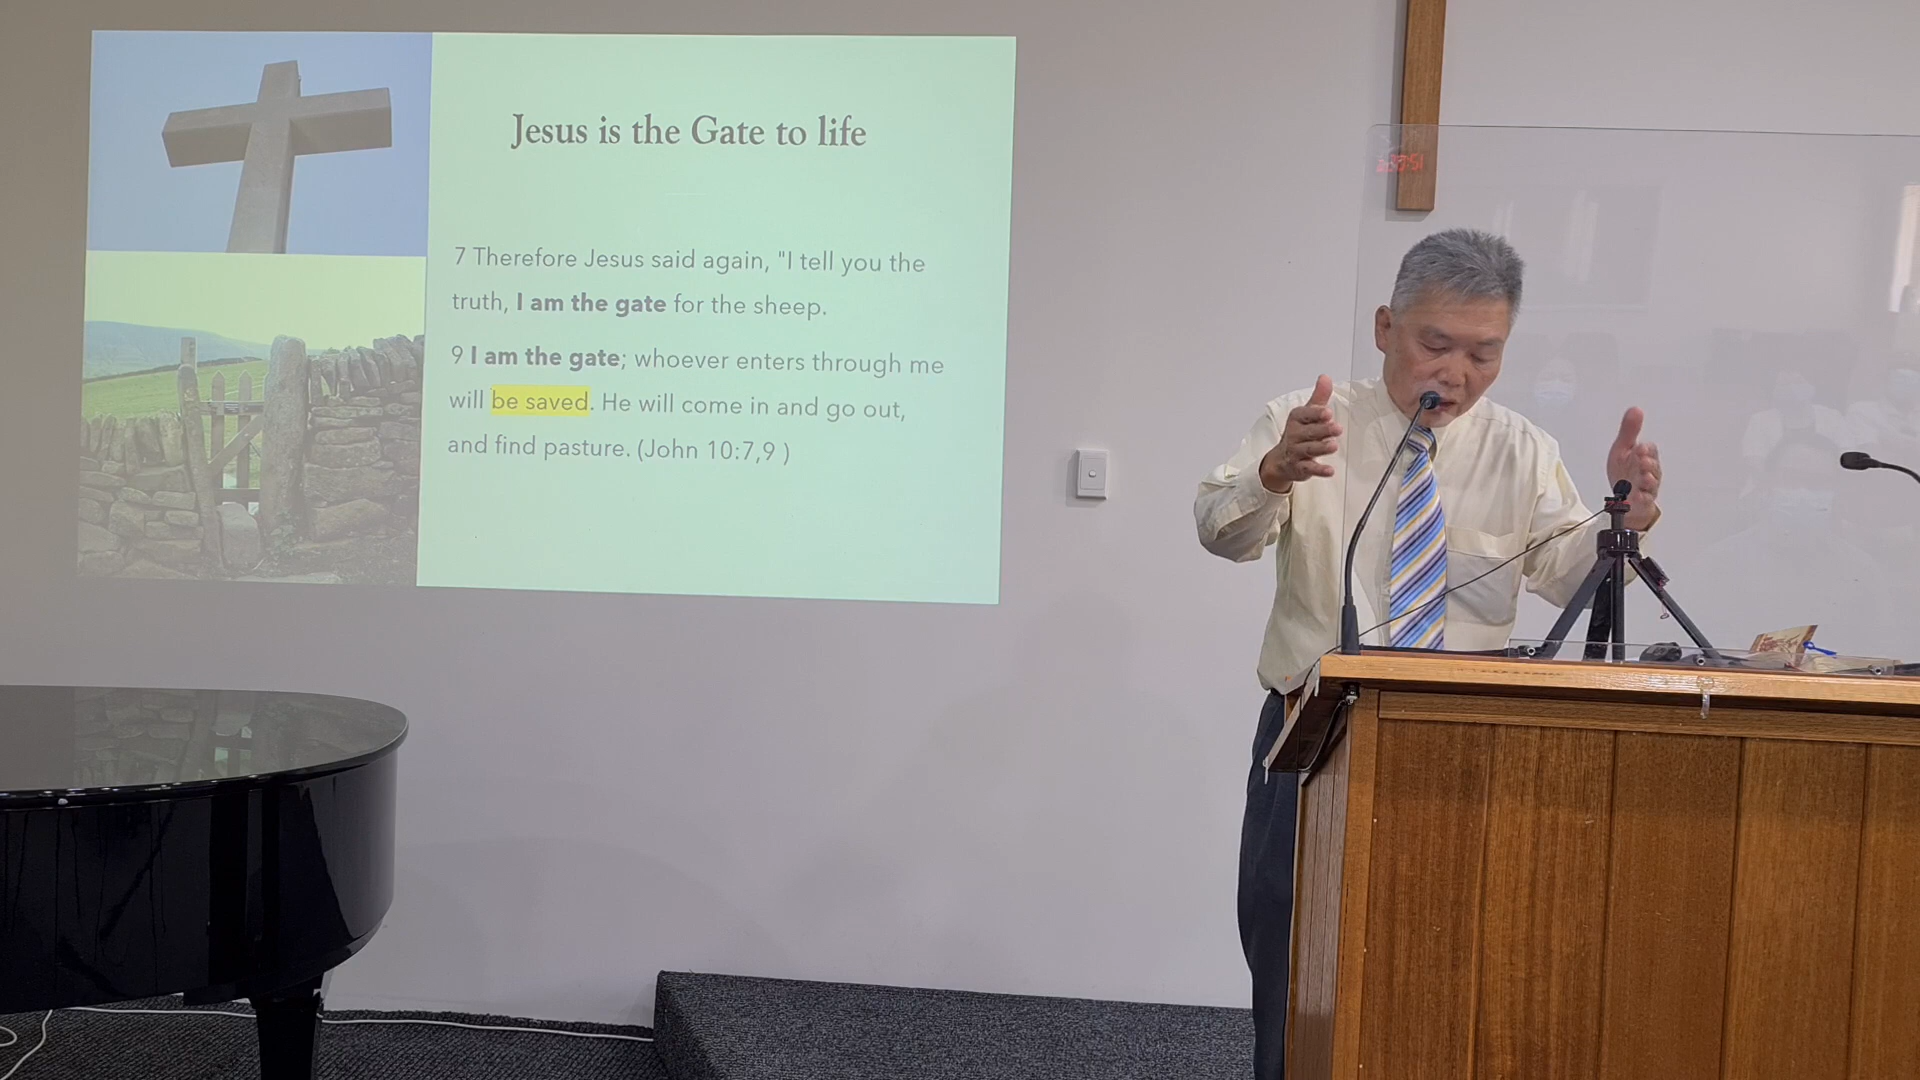 Jesus is the Gate to life
7 Therefore Jesus said again, "I tell you the
truth, I am the gate for the sheep.
9 I am the gate; whoever enters through me
will be saved. He will come in and go out,
and find pasture. (John 10:7,9 )